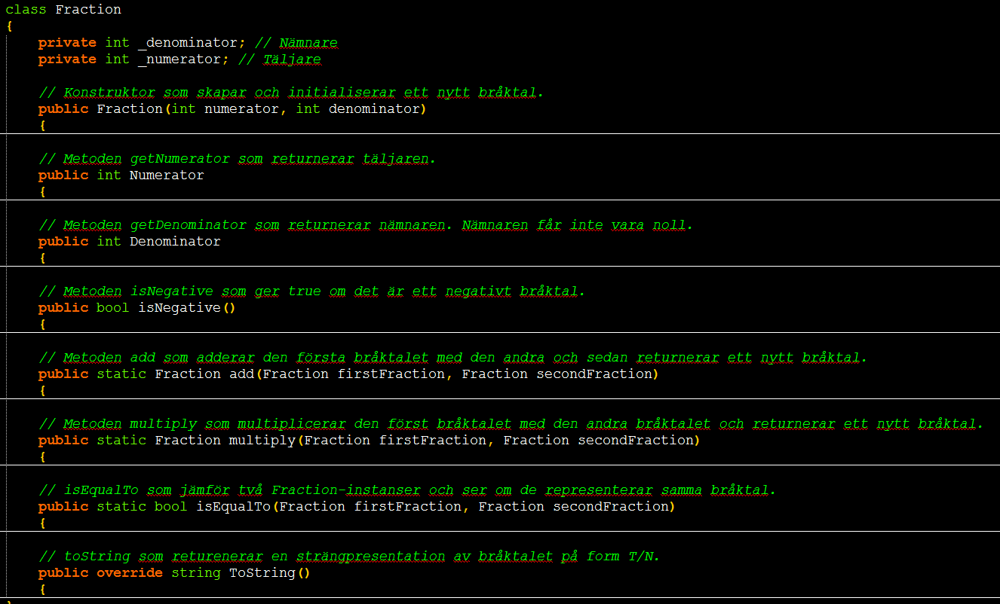 class Fraction
{
private int _denominator; // Nämnare
private int _numerator; // Täljare
// Konstruktor som skapar och initialiserar ett nytt bråktal.
public Fraction(int numerator, int denominator)
{
// Metoden getNumerator som returnerar täljaren.
public int Numerator
{
// Metoden getDenominator som returnerar nämnaren. Nämnaren får inte vara noll.
public int Denominator
{
// Metoden isNegative som ger true om det är ett negativt bråktal.
public bool isNegative()
{
// Metoden add som adderar den första bråktalet med den andra och sedan returnerar ett nytt bråktal.
public static Fraction add(Fraction firstFraction, Fraction secondFraction)
{
// Metoden multiply som multiplicerar den först bråktalet med den andra bråktalet och returnerar ett nytt bråktal.
public static Fraction multiply(Fraction firstFraction, Fraction secondFraction)
{
// isEqualTo som jämför två Fraction-instanser och ser om de representerar samma bråktal.
public static bool isEqualTo(Fraction firstFraction, Fraction secondFraction)
{
// toString som returenerar en strängpresentation av bråktalet på form T/N.
public override string ToString()
{